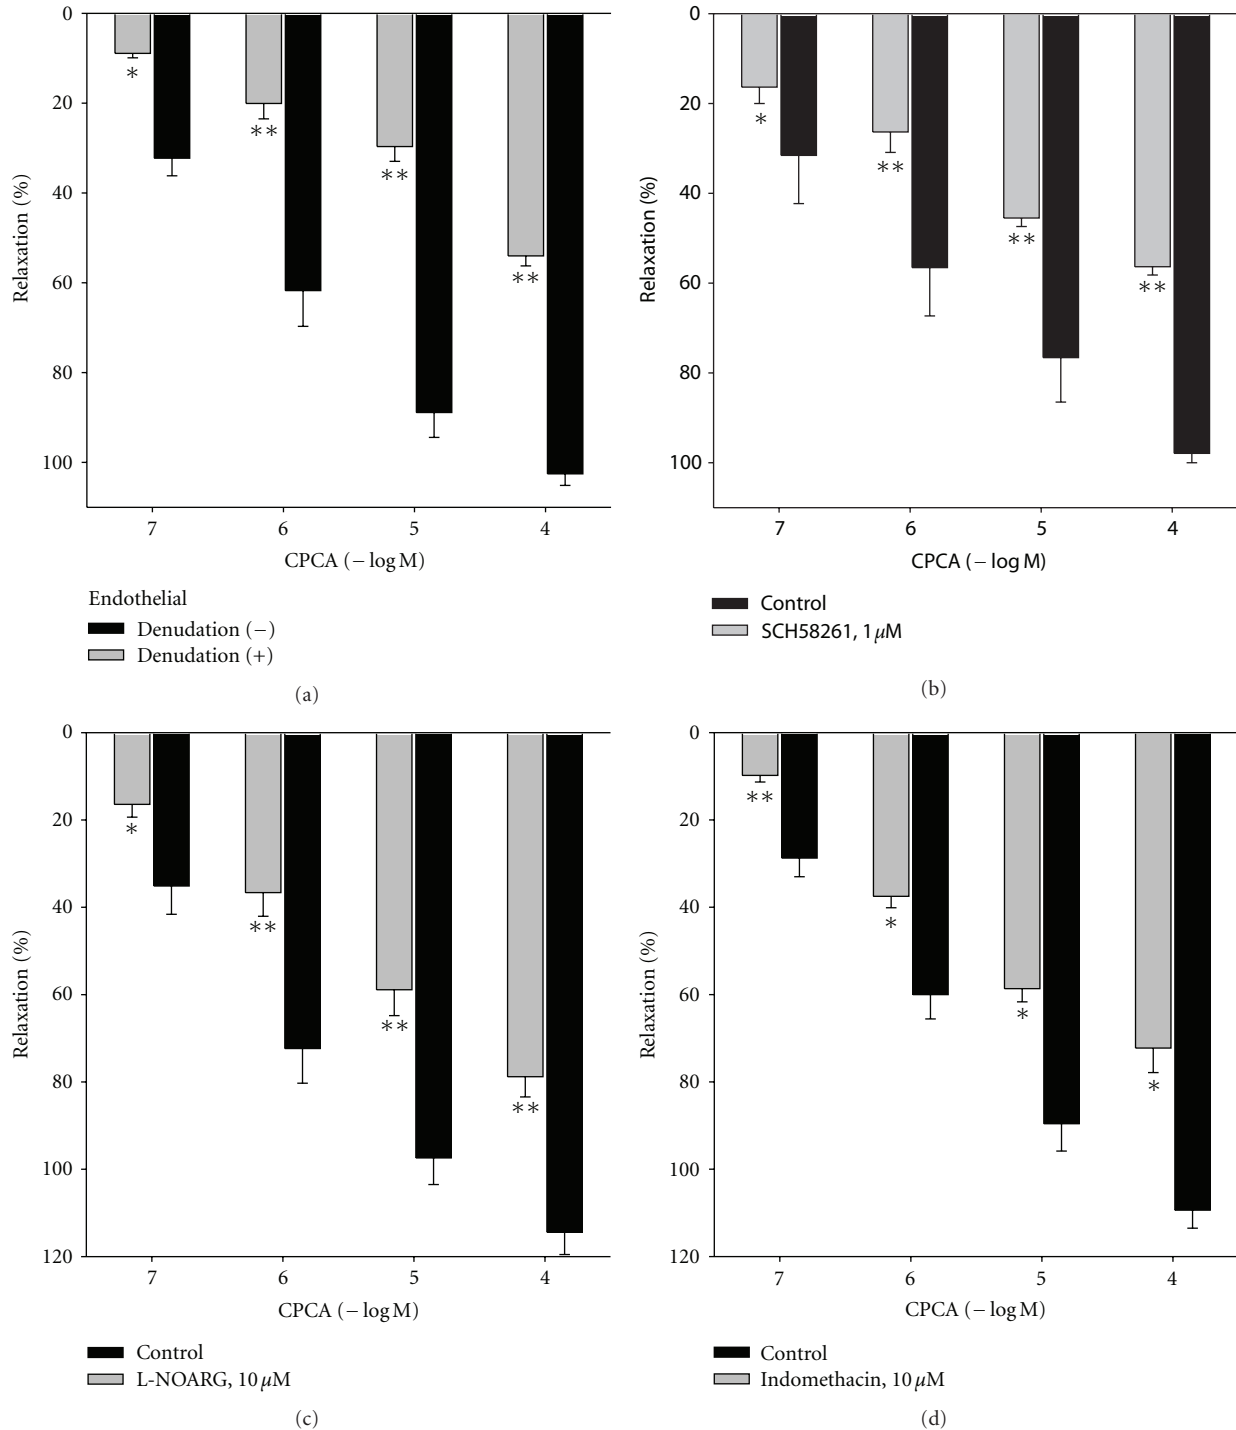 0
20
40
60
80
100
Relaxation (%)
* ** ** **
7 6 5 4
CPCA (− log M)
Endothelial
Denudation (−)
Denudation (+)
(a)
0
20
40
60
80
100
Relaxation (%)
* ** ** **
7 6 5 4
CPCA (− log M)
Control
SCH58261, 1 μM
(b)
0
20
40
60
80
100
120
Relaxation (%)
* ** ** **
7 6 5 4
CPCA (− log M)
Control
L-NOARG, 10 μM
(c)
0
20
40
60
80
100
120
Relaxation (%)
** * * *
7 6 5 4
CPCA (− log M)
Control
Indomethacin, 10 μM
(d)